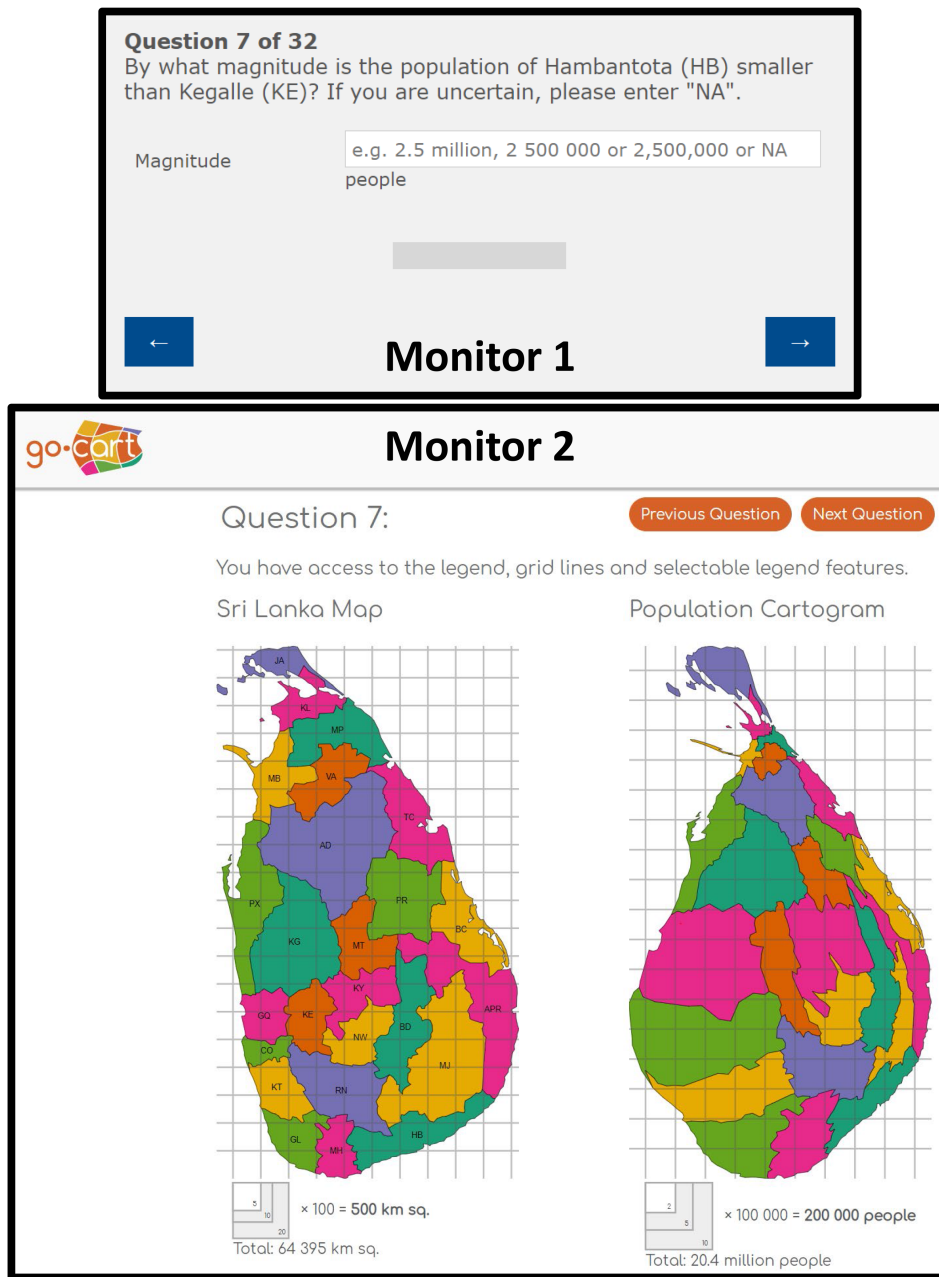 Question 7 of 32
By what magnitude is the population of Hambantota (HB) smaller
than Kegalle (KE)? If you are uncertain, please enter "NA".
Magnitude
e.g. 2.5 million, 2 500 000 or 2,500,000 or NA
people
←
Monitor 1
→
go-cart
Monitor 2
Question 7:
Previous Question
Next Question
You have access to the legend, grid lines and selectable legend features.
Sri Lanka Map
Population Cartogram
JA
KL
MP
MB
VA
TC
AD
PX
PR
KG
MT
BC
KY
GQ
KE
APR
BD
NW
CO
MJ
KT
RN
GL
MH
HB
5
10
20
× 100 = 500 km sq.
Total: 64 395 km sq.
2
5
10
× 100 000 = 200 000 people
Total: 20.4 million people